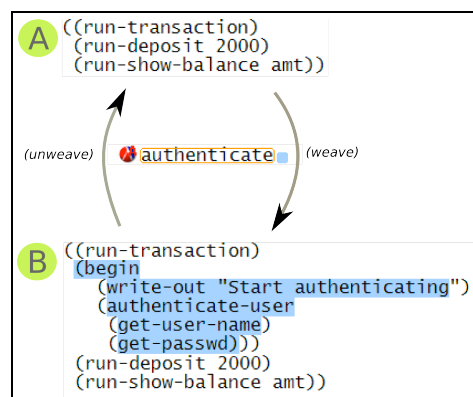 A
((run-transaction)
(run-deposit 2000)
(run-show-balance amt))
(unweave)
authenticate
(weave)
B
((run-transaction)
(begin
(write-out "Start authenticating")
(authenticate-user
(get-user-name)
(get-passwd)))
(run-deposit 2000)
(run-show-balance amt))